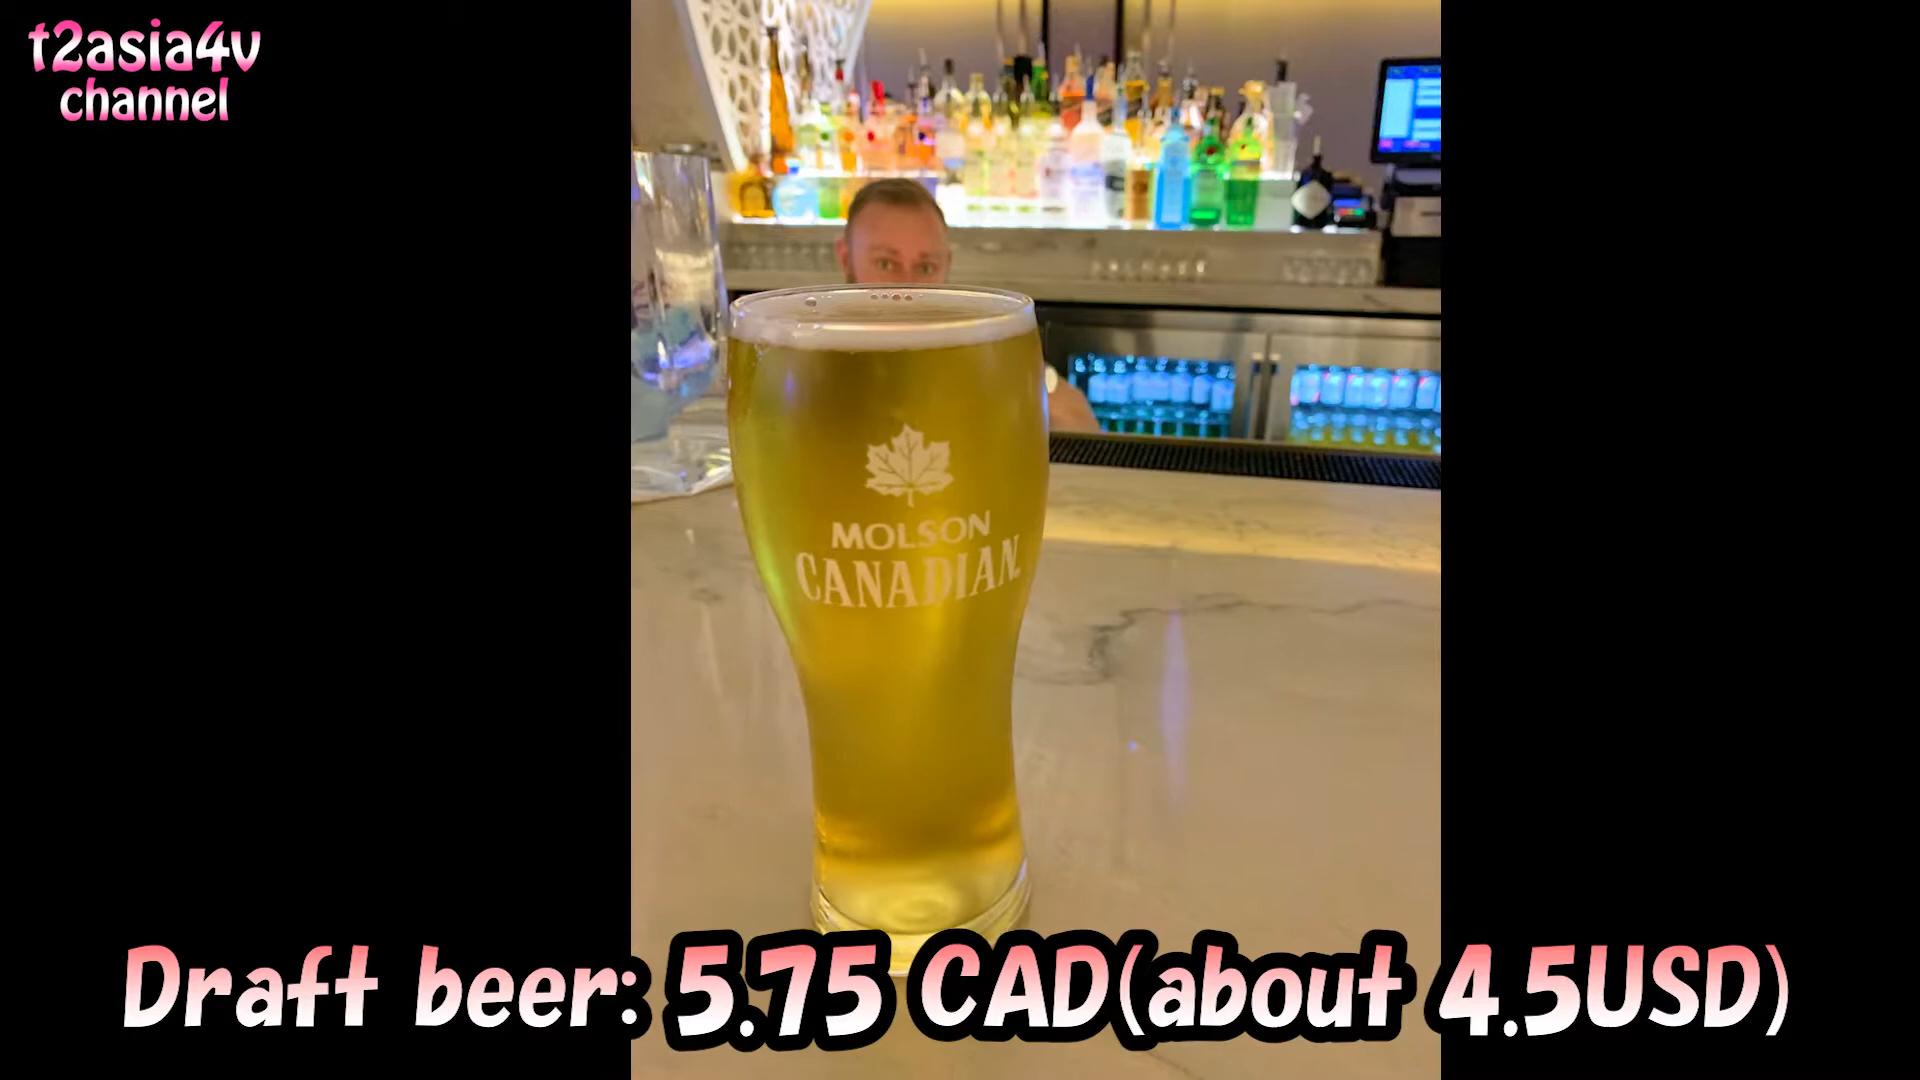 t2asia4v
channel
MOLSON
CANADIAN.
Draft beer: 5.75 CAD(about 4.5USD)